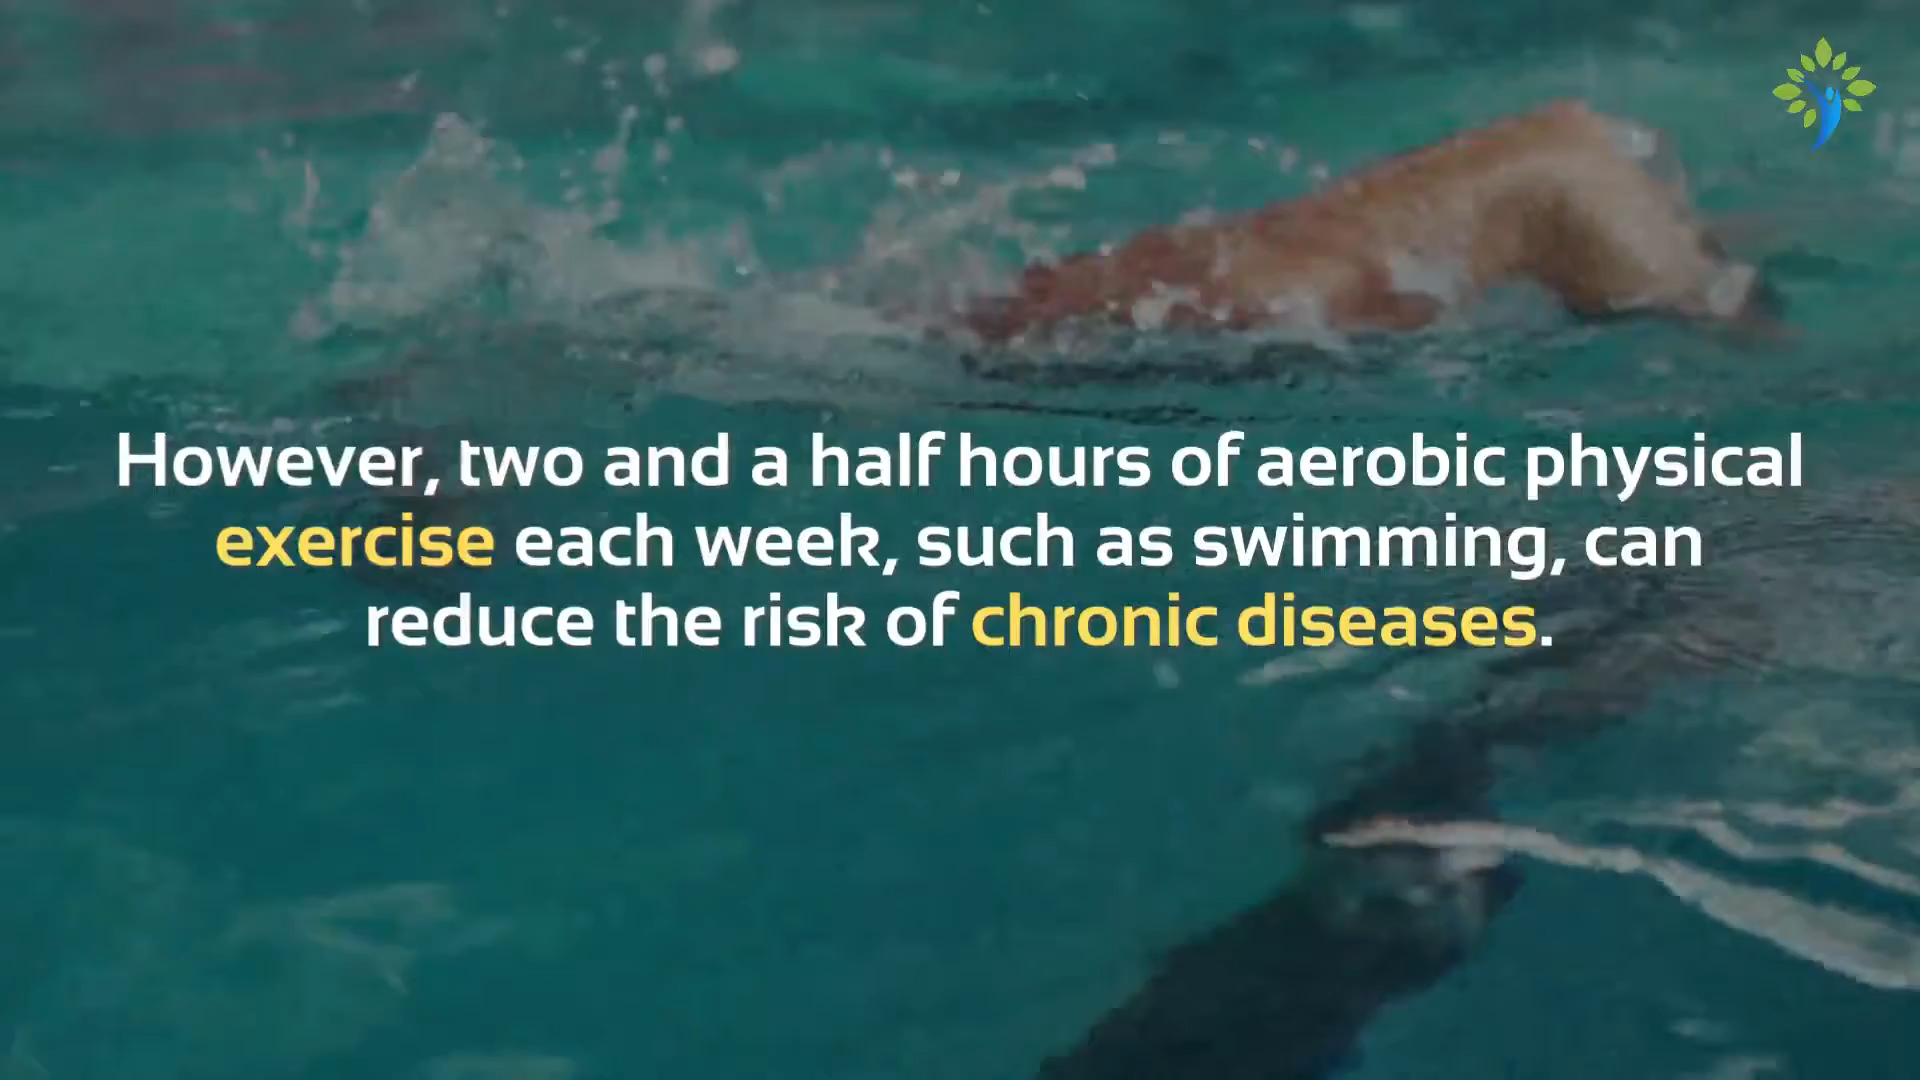 However, two and a half hours of aerobic physical
exercise each week, such as swimming, can
reduce the risk of chronic diseases.